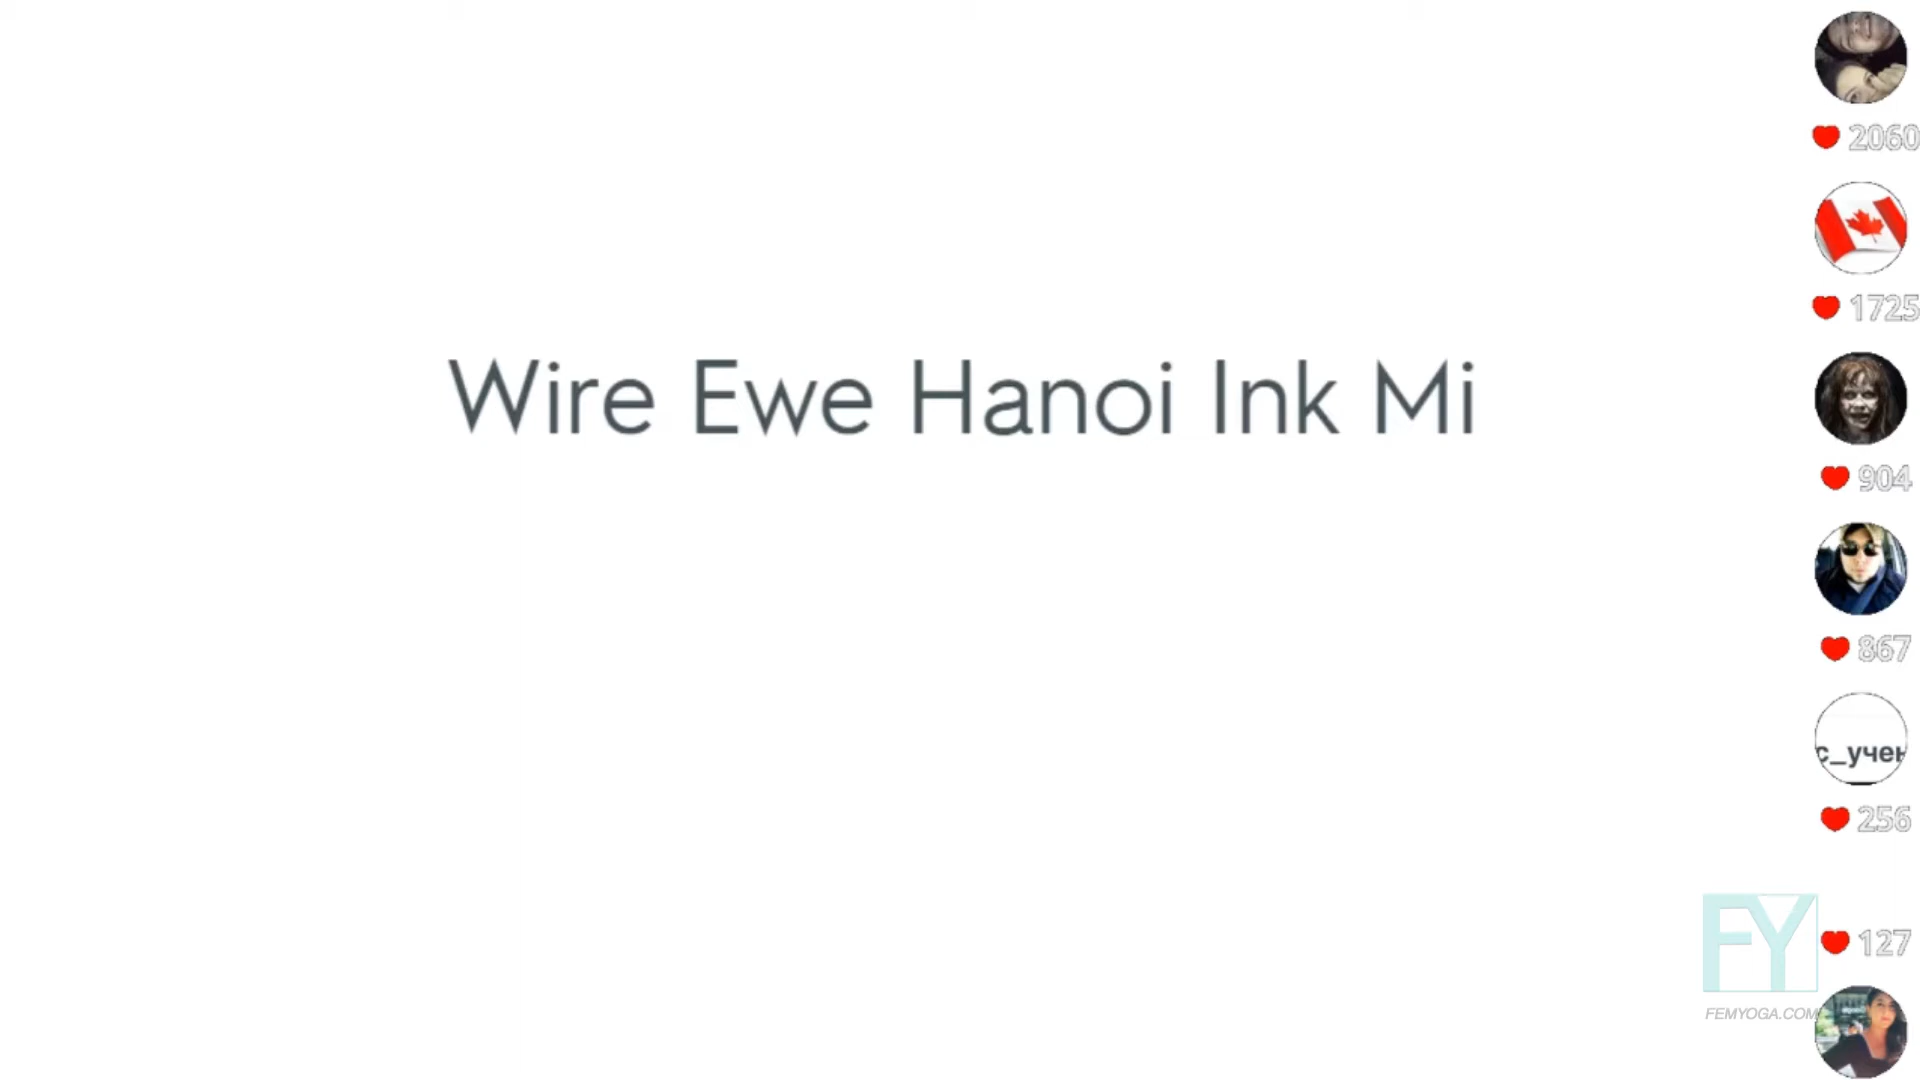 2060
1725
Wire Ewe Hanoi Ink Mi
904
867
с_учен
256
FY
127
FEMYOGA.COM